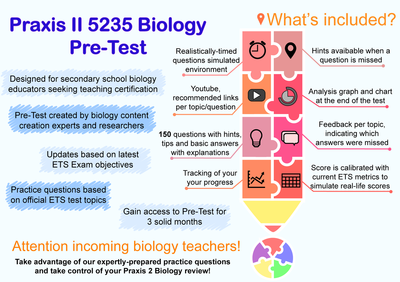 Praxis II 5235 Biology
Pre-Test
Designed for secondary school biology
educators seeking teaching certification
Pre-Test created by biology content
creation experts and researchers
Updates based on latest
ETS Exam objectives
Practice questions based
on official ETS test topics
Gain access to Pre-Test for
3 solid months
What's included?
Realistically-timed
questions simulated
environment
Hints avaibable when a
question is missed
Youtube,
recommended links
per topic/question
Analysis graph and chart
at the end of the test
150 questions with hints,
tips and basic answers
with explanations
Feedback per topic,
indicating which
answers were missed
Tracking of your
your progress
Score is calibrated with
current ETS metrics to
simulate real-life scores
Attention incoming biology teachers!
Take advantage of our expertly-prepared practice questions
and take control of your Praxis 2 Biology review!